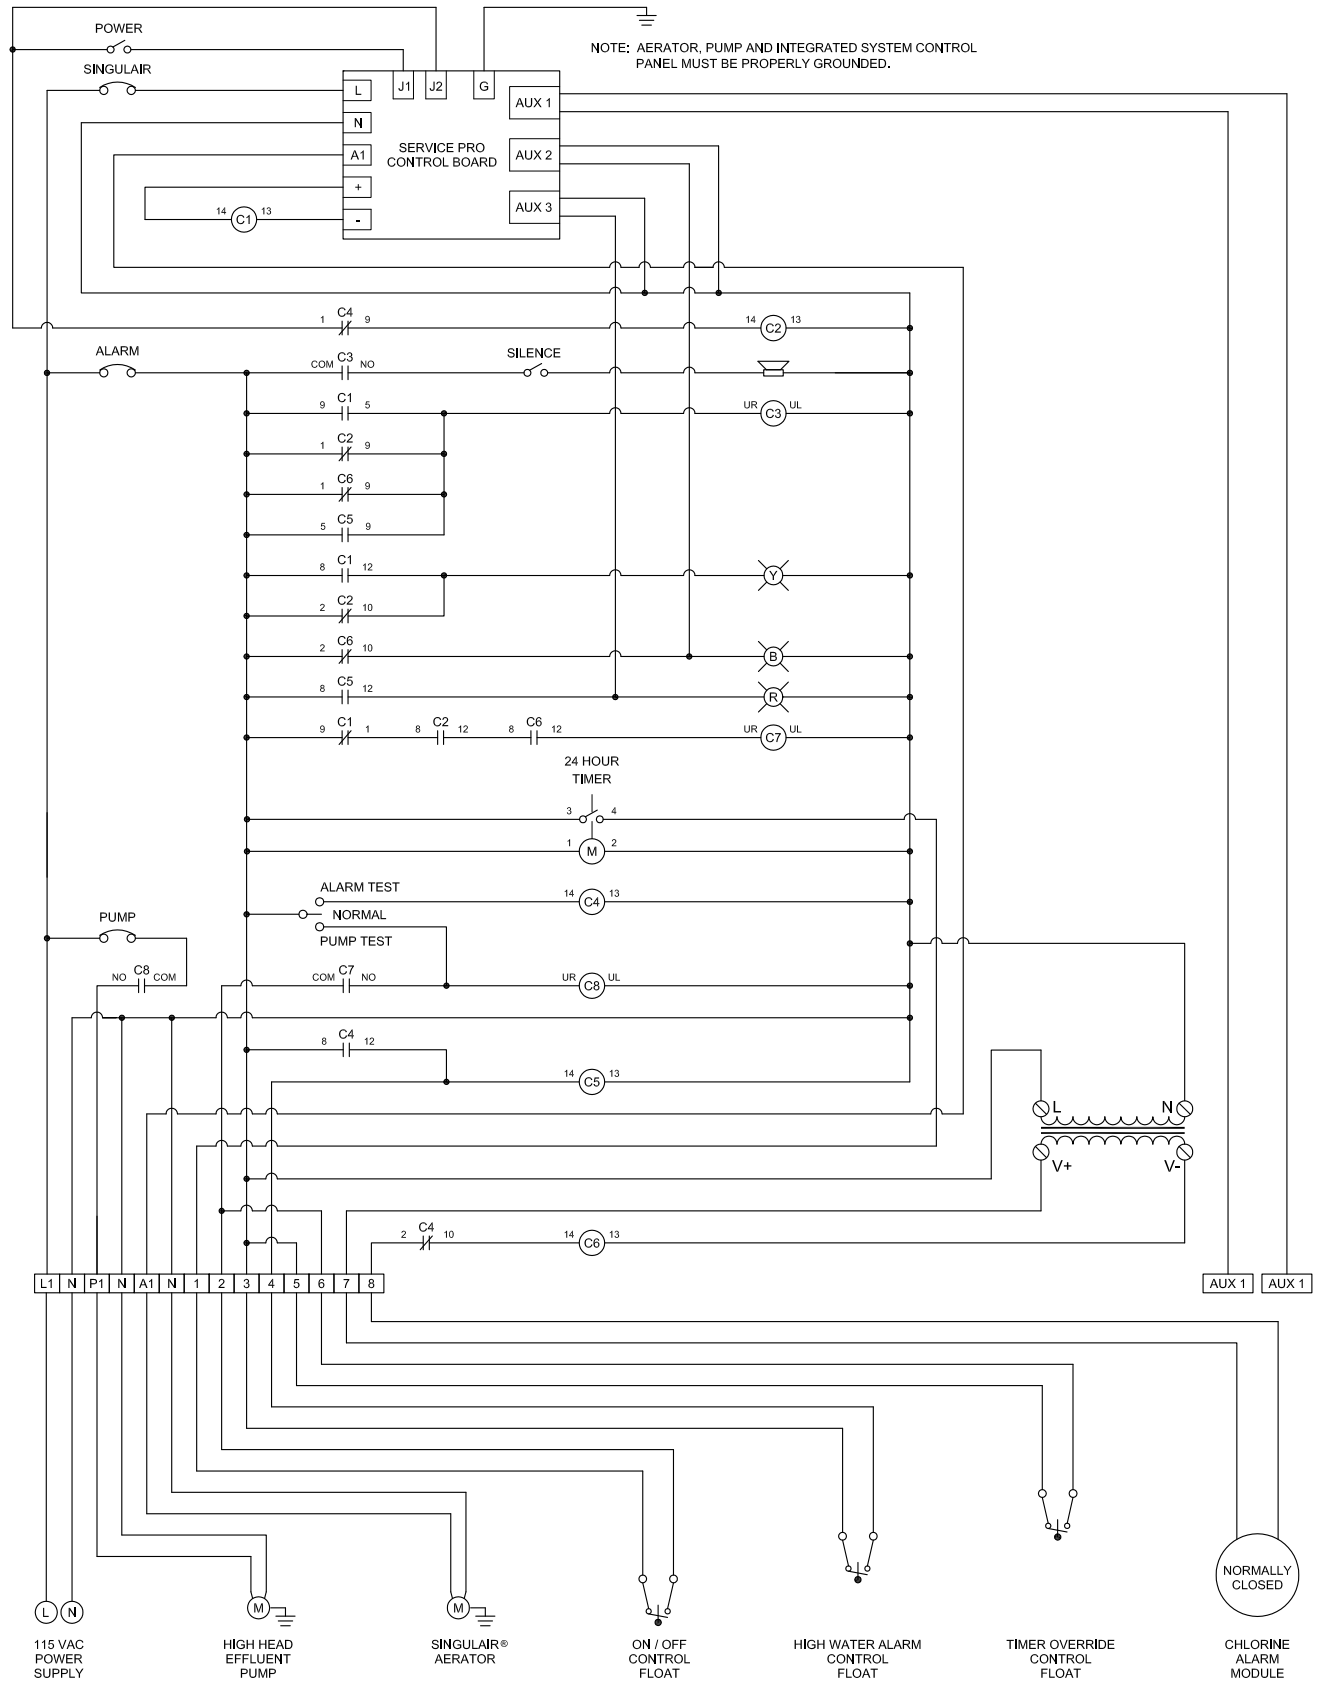 POWER
NOTE: AERATOR, PUMP AND INTEGRATED SYSTEM CONTROL
PANEL MUST BE PROPERLY GROUNDED.
SINGULAIR
L
J1
J2
G
AUX 1
N
SERVICE PRO
CONTROL BOARD
A1
AUX 2
+
AUX 3
14 C1 13
-
1 C4 9
14 C2 13
ALARM
COM C3 NO
SILENCE
9 C1 5
UR C3 UL
1 C2 9
1 C6 9
5 C5 9
8 C1 12
Y
2 C2 10
2 C6 10
B
8 C5 12
R
9 C1 1
8 C2 12
8 C6 12
UR C7 UL
24 HOUR
TIMER
3 4
1 M 2
ALARM TEST
14 C4 13
NORMAL
PUMP
PUMP TEST
NO C8 COM
COM C7 NO
UR C8 UL
8 C4 12
14 C5 13
L N
V+ V-
2 C4 10
14 C6 13
L1 N P1 N A1 N 1 2 3 4 5 6 7 8
AUX 1 AUX 1
NORMALLY
CLOSED
L N
M
M
115 VAC
POWER
SUPPLY
HIGH HEAD
EFFLUENT
PUMP
SINGULAIR®
AERATOR
ON / OFF
CONTROL
FLOAT
HIGH WATER ALARM
CONTROL
FLOAT
TIMER OVERRIDE
CONTROL
FLOAT
CHLORINE
ALARM
MODULE